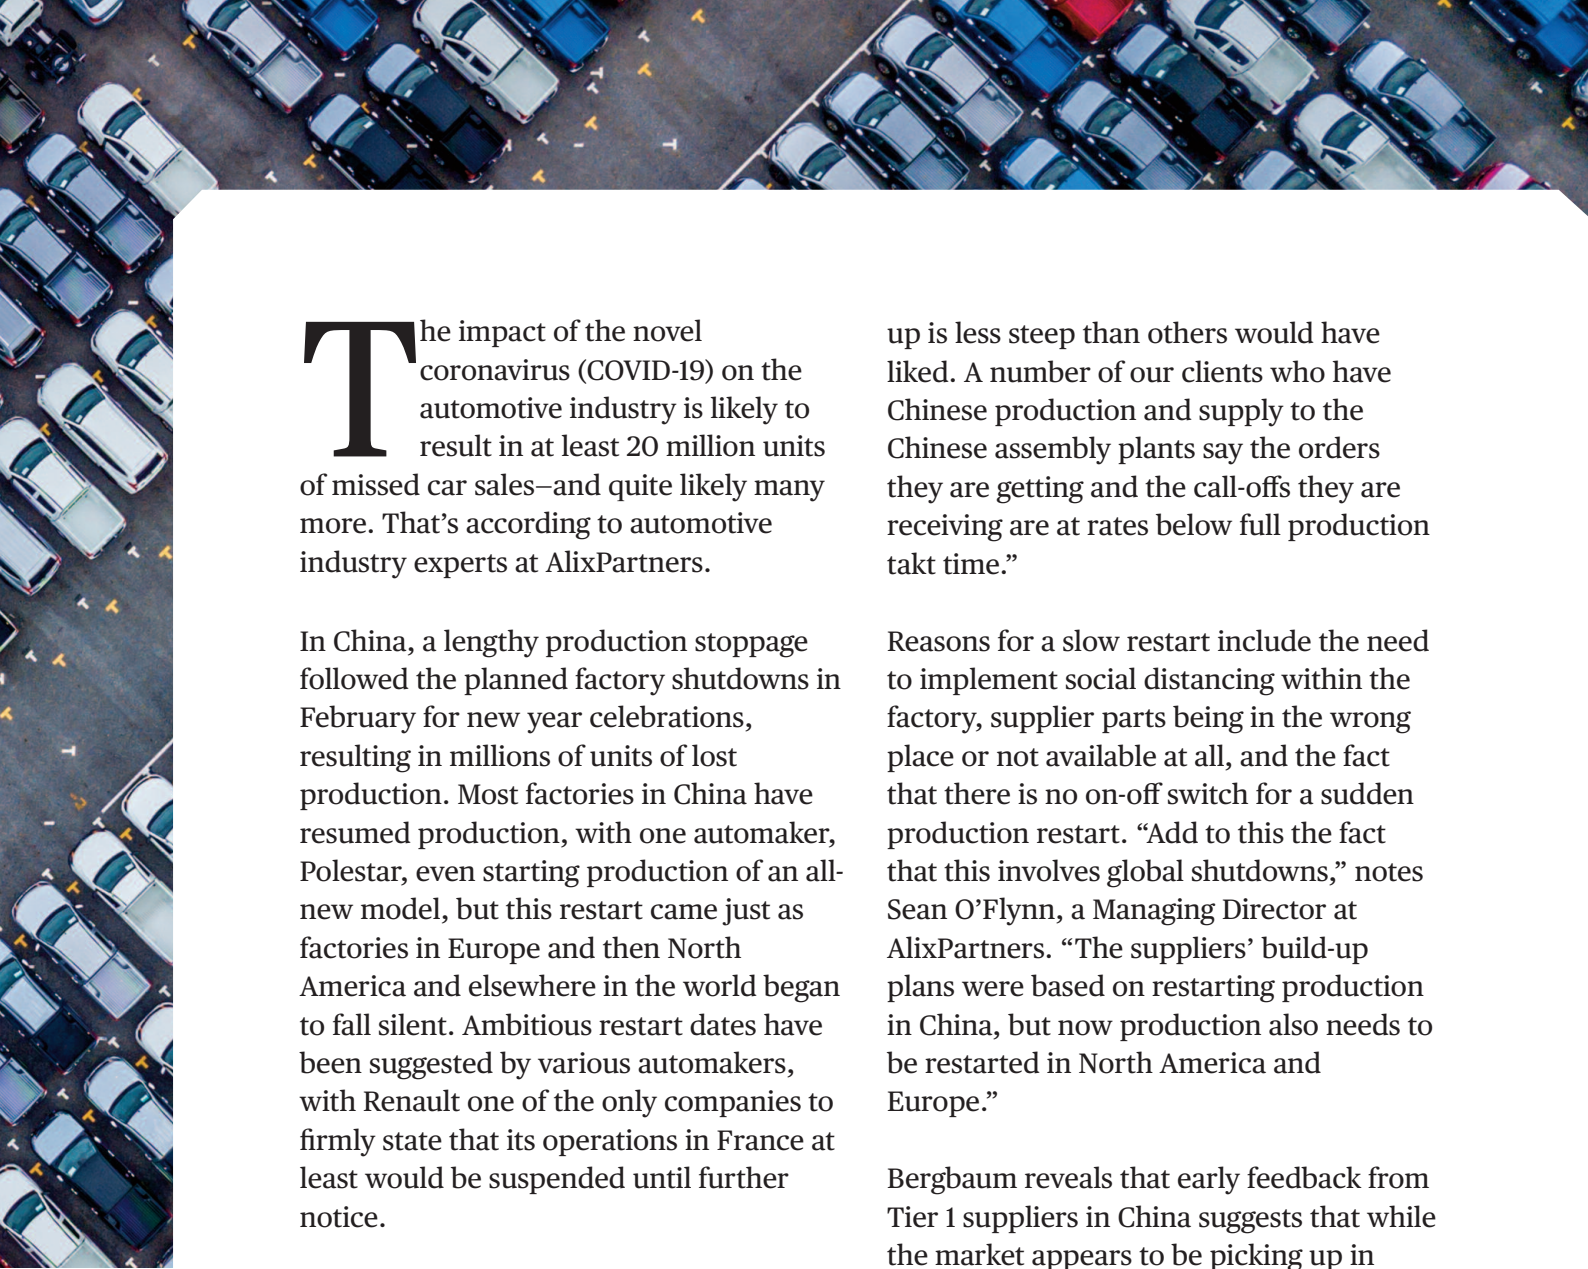 The impact of the novel
coronavirus (COVID-19) on the
automotive industry is likely to
result in at least 20 million units
of missed car sales—and quite likely many
more. That’s according to automotive
industry experts at AlixPartners.
In China, a lengthy production stoppage
followed the planned factory shutdowns in
February for new year celebrations,
resulting in millions of units of lost
production. Most factories in China have
resumed production, with one automaker,
Polestar, even starting production of an all-
new model, but this restart came just as
factories in Europe and then North
America and elsewhere in the world began
to fall silent. Ambitious restart dates have
been suggested by various automakers,
with Renault one of the only companies to
firmly state that its operations in France at
least would be suspended until further
notice.
up is less steep than others would have
liked. A number of our clients who have
Chinese production and supply to the
Chinese assembly plants say the orders
they are getting and the call-offs they are
receiving are at rates below full production
takt time.”
Reasons for a slow restart include the need
to implement social distancing within the
factory, supplier parts being in the wrong
place or not available at all, and the fact
that there is no on-off switch for a sudden
production restart. “Add to this the fact
that this involves global shutdowns,” notes
Sean O’Flynn, a Managing Director at
AlixPartners. “The suppliers’ build-up
plans were based on restarting production
in China, but now production also needs to
be restarted in North America and
Europe.”
Bergbaum reveals that early feedback from
Tier 1 suppliers in China suggests that while
the market appears to be picking up in